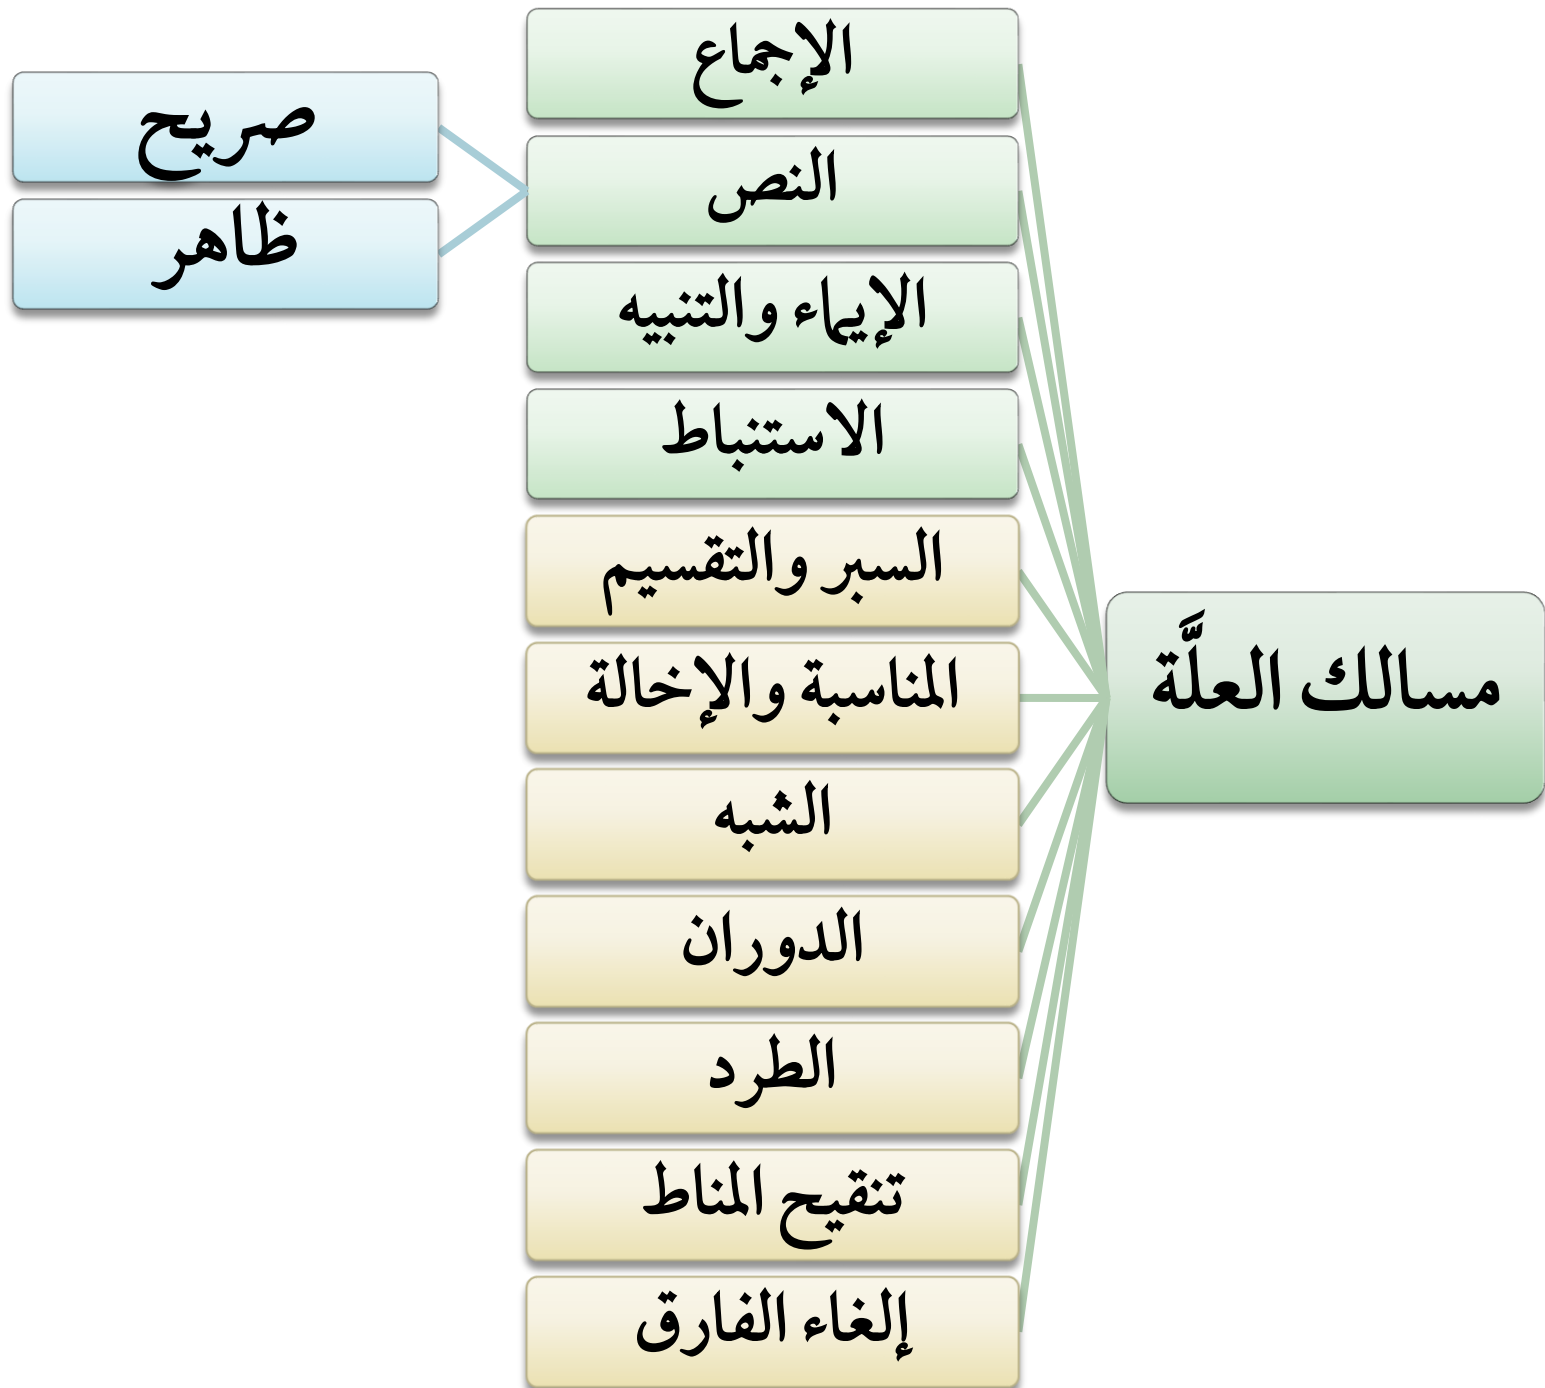 مسالك العلَّة
الإجماع
النص
صريح
ظاهر
الإيماء والتنبيه
الاستنباط
السبر والتقسيم
المناسبة والإخالة
الشبه
الدوران
الطرد
تنقيح المناط
إلغاء الفارق